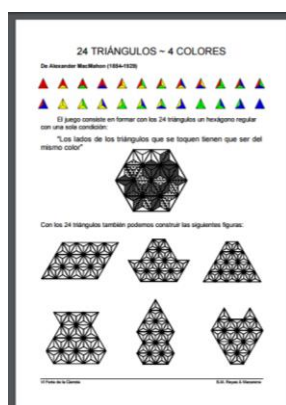 24 TRIÁNGULOS ~ 4 COLORES
De Alexander MacMahon (1854-1929)
El juego consiste en formar con los 24 triángulos un hexágono regular
con una sola condición:
"Los lados de los triángulos que se toquen tienen que ser del
mismo color"
Con los 24 triángulos también podemos construir las siguientes figuras: